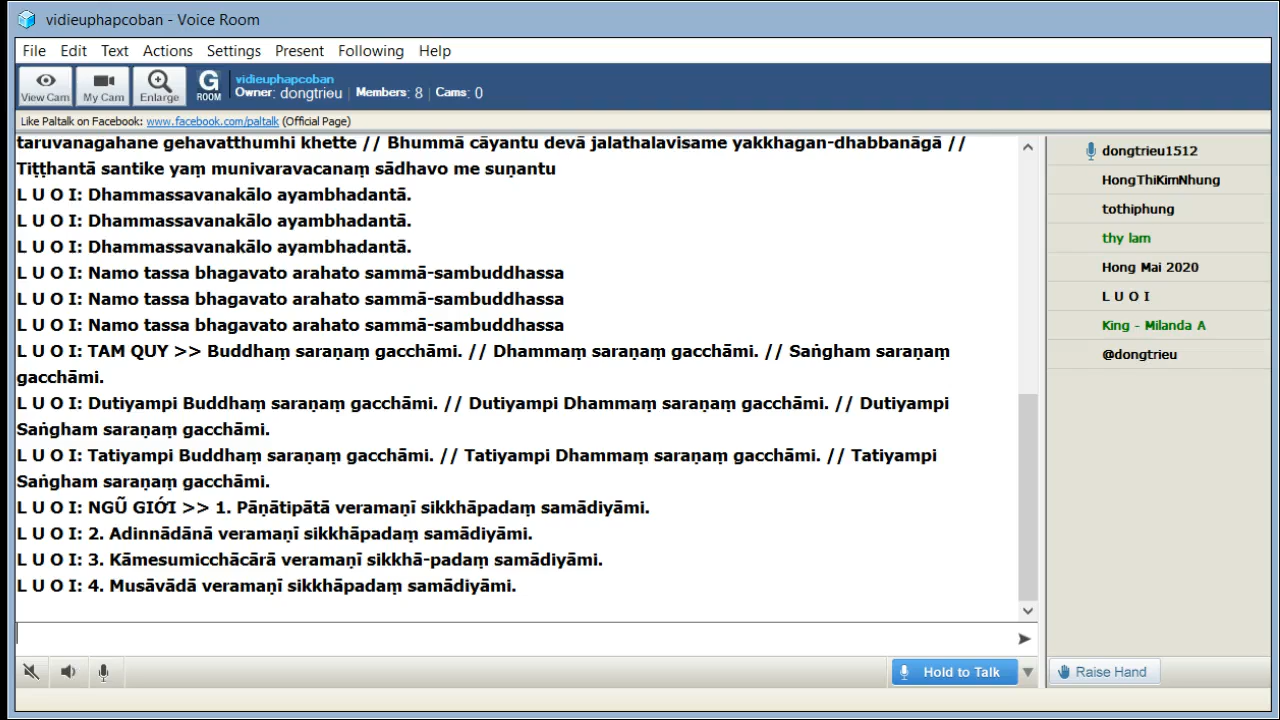 vidieuphapcoban - Voice Room
File Edit Text Actions Settings Present Following Help
View Cam My Cam Enlarge G ROOM
vidieuphapcoban
Owner: dongtrieu | Members: 8 | Cams: 0
Like Paltalk on Facebook: www.facebook.com/paltalk (Official Page)
taruvanagahane gehavatthumhi khette // Bhummā cāyantu devā jalathalavisame yakkhagan-dhabbanāgā //
Tiṭṭhantā santike yaṃ munivaravacanaṃ sādhavo me suṇantu
L U O I: Dhammassavanakālo ayambhadantā.
L U O I: Dhammassavanakālo ayambhadantā.
L U O I: Dhammassavanakālo ayambhadantā.
L U O I: Namo tassa bhagavato arahato sammā-sambuddhassa
L U O I: Namo tassa bhagavato arahato sammā-sambuddhassa
L U O I: Namo tassa bhagavato arahato sammā-sambuddhassa
L U O I: TAM QUY >> Buddhaṃ saraṇaṃ gacchāmi. // Dhammaṃ saraṇaṃ gacchāmi. // Saṅgham saraṇaṃ
gacchāmi.
L U O I: Dutiyampi Buddhaṃ saraṇaṃ gacchāmi. // Dutiyampi Dhammaṃ saraṇaṃ gacchāmi. // Dutiyampi
Saṅgham saraṇaṃ gacchāmi.
L U O I: Tatiyampi Buddhaṃ saraṇaṃ gacchāmi. // Tatiyampi Dhammaṃ saraṇaṃ gacchāmi. // Tatiyampi
Saṅgham saraṇaṃ gacchāmi.
L U O I: NGŨ GIỚI >> 1. Pāṇātipātā veramaṇī sikkhāpadaṃ samādiyāmi.
L U O I: 2. Adinnādānā veramaṇī sikkhāpadaṃ samādiyāmi.
L U O I: 3. Kāmesumicchācārā veramaṇī sikkhā-padaṃ samādiyāmi.
L U O I: 4. Musāvādā veramaṇī sikkhāpadaṃ samādiyāmi.
Hold to Talk
dongtrieu1512
HongThiKimNhung
tothiphung
thy lam
Hong Mai 2020
L U O I
King - Milanda A
@dongtrieu
Raise Hand